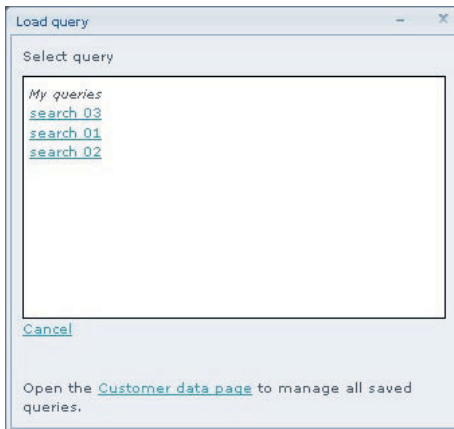 Load query
Select query
My queries
search 03
search 01
search 02
Cancel
Open the Customer data page to manage all saved
queries.